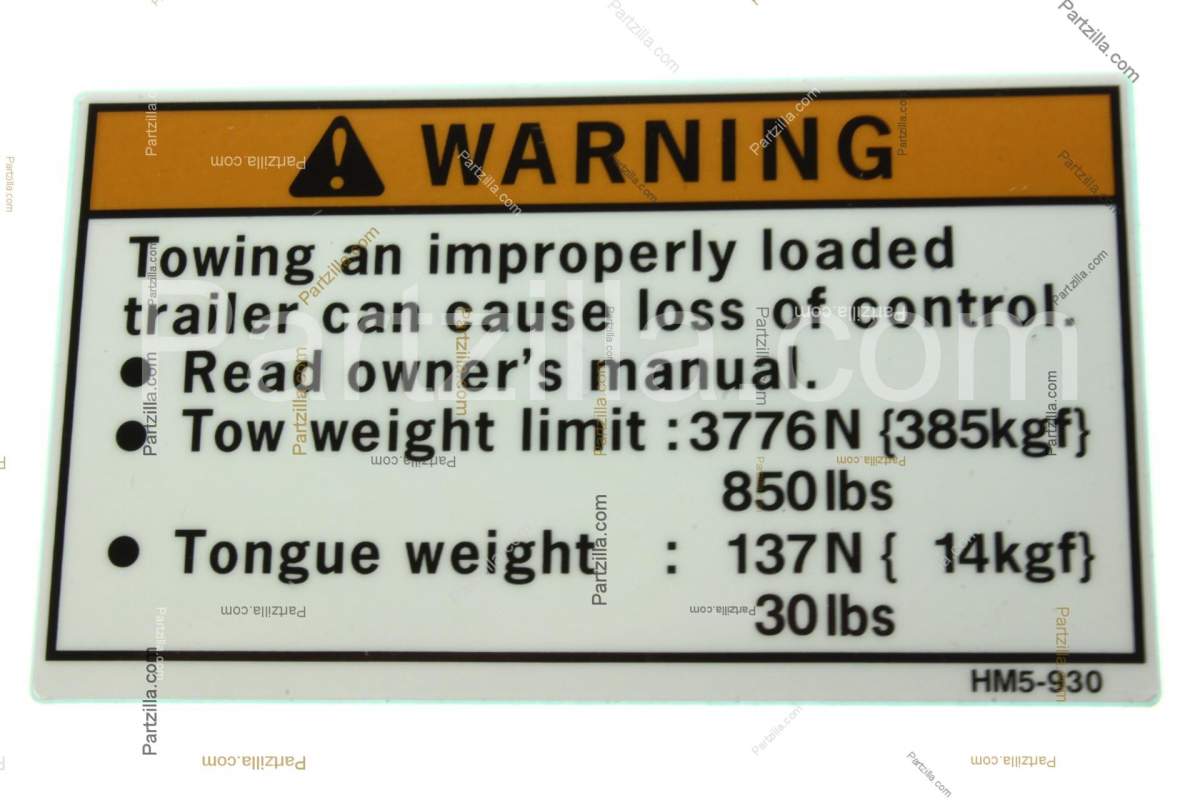 WARNING
Towing an improperly loaded
trailer can cause loss of control.
● Read owner's manual.
● Tow weight limit : 3776N {385kgf}
850lbs
● Tongue weight : 137N { 14kgf}
30lbs
HM5-930
Partzilla.com